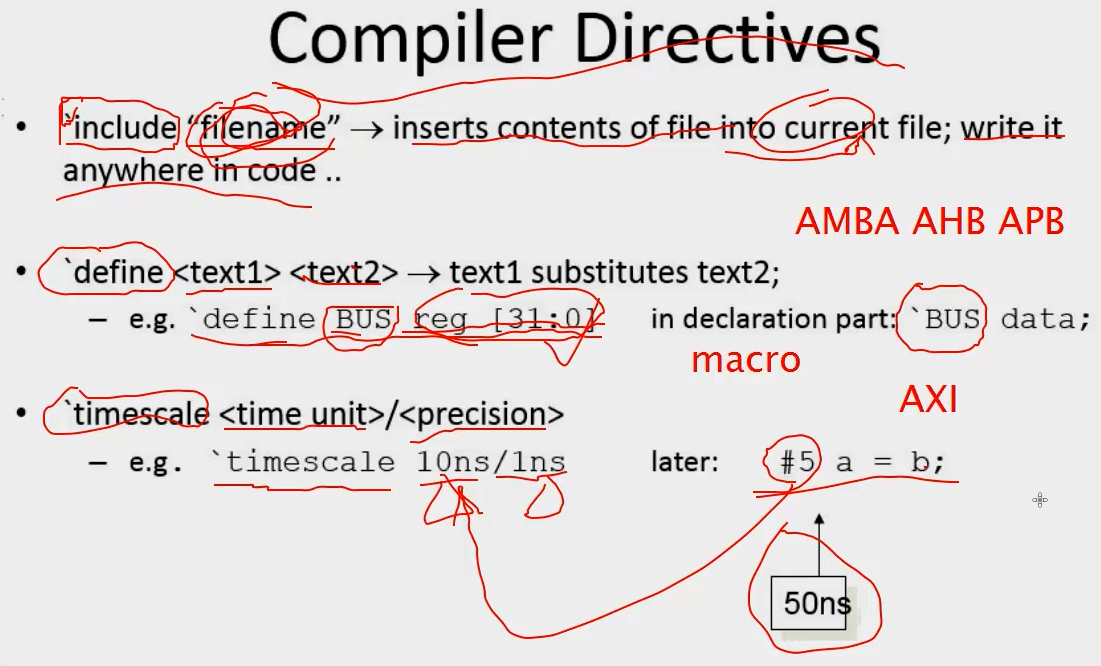 Compiler Directives
• `include “filename” → inserts contents of file into current file; write it
anywhere in code ..
AMBA AHB APB
• `define <text1> <text2> → text1 substitutes text2;
– e.g. `define BUS reg [31:0] in declaration part: `BUS data;
macro
AXI
• `timescale <time unit>/<precision>
– e.g. `timescale 10ns/1ns later: #5 a = b;
50ns